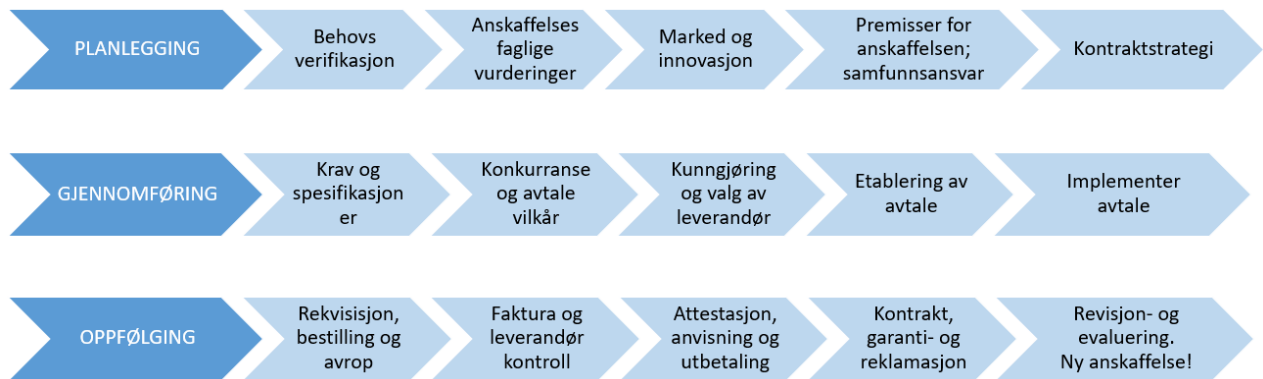 PLANLEGGING
Behovs
verifikasjon
Anskaffelses
faglige
vurderinger
Marked og
innovasjon
Premisser for
anskaffelsen;
samfunnsansvar
Kontraktstrategi
GJENNOMFØRING
Krav og
spesifikasjon
er
Konkurranse
og avtale
vilkår
Kunngjøring
og valg av
leverandør
Etablering av
avtale
Implementer
avtale
OPPFØLGING
Rekvisisjon,
bestilling og
avrop
Faktura og
leverandør
kontroll
Attestasjon,
anvisning og
utbetaling
Kontrakt,
garanti- og
reklamasjon
Revisjon- og
evaluering.
Ny anskaffelse!